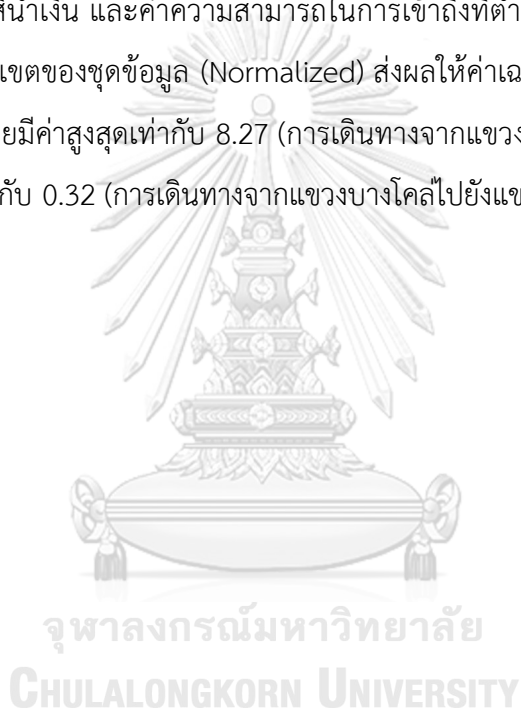 สีน้ำเงิน และค่าความสามารถในการเข้าถึงที่ต่ำ
เขตของชุดข้อมูล (Normalized) ส่งผลให้ค่าเฉ
ยมีค่าสูงสุดเท่ากับ 8.27 (การเดินทางจากแขวง
กับ 0.32 (การเดินทางจากแขวงบางโคล่ไปยังแข
จุฬาลงกรณ์มหาวิทยาลัย
CHULALONGKORN UNIVERSITY